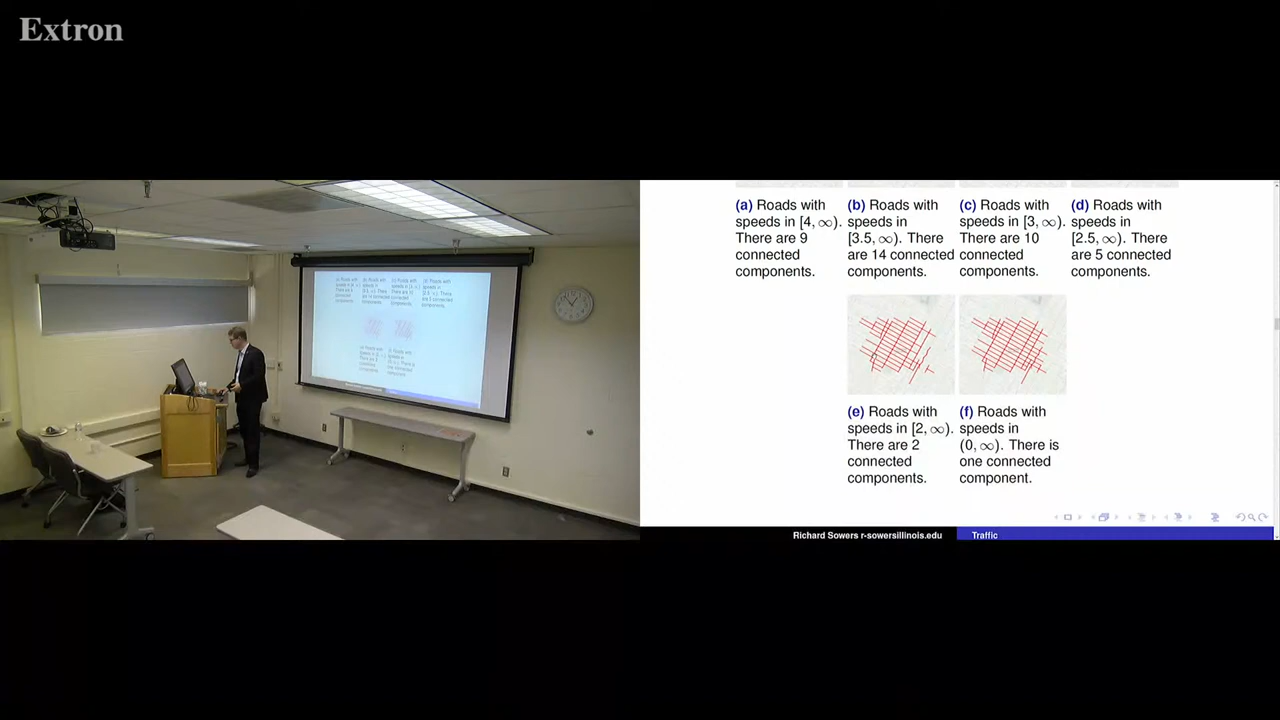 Extron
(a) Roads with
speeds in [4, ∞).
There are 9
connected
components.
(b) Roads with
speeds in
[3.5, ∞). There
are 14 connected
components.
(c) Roads with
speeds in [3, ∞).
There are 10
connected
components.
(d) Roads with
speeds in
[2.5, ∞). There
are 5 connected
components.
(e) Roads with
speeds in [2, ∞).
There are 2
connected
components.
(f) Roads with
speeds in
(0, ∞). There is
one connected
component.
Richard Sowers r-sowersillinois.edu
Traffic